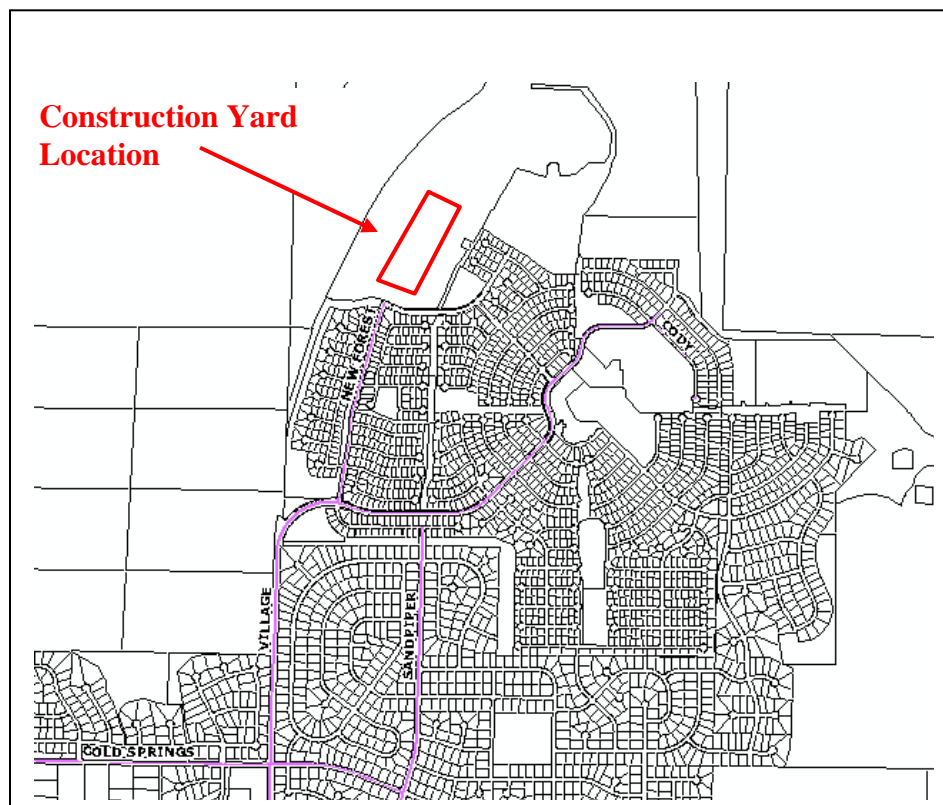 Construction Yard
Location
CODY
NEW FOREST
VILLAGE
SANDPIPER
COLD SPRINGS